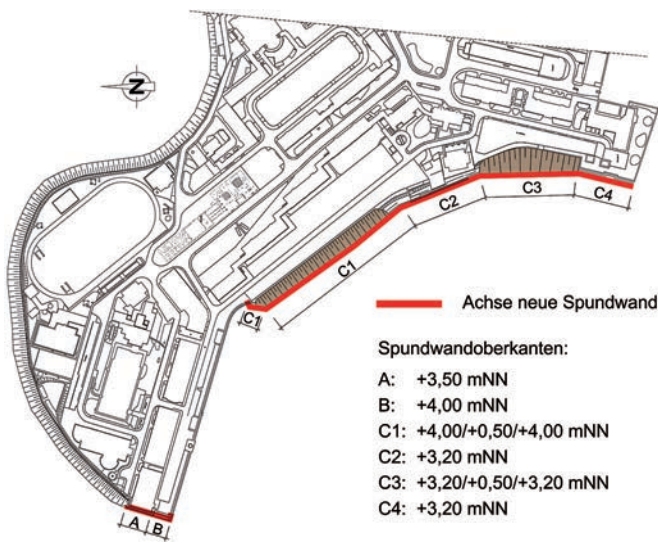 N
C2
C3
C4
C1
C1
A
B
Achse neue Spundwand
Spundwandoberkanten:
A: +3,50 mNN
B: +4,00 mNN
C1: +4,00/+0,50/+4,00 mNN
C2: +3,20 mNN
C3: +3,20/+0,50/+3,20 mNN
C4: +3,20 mNN